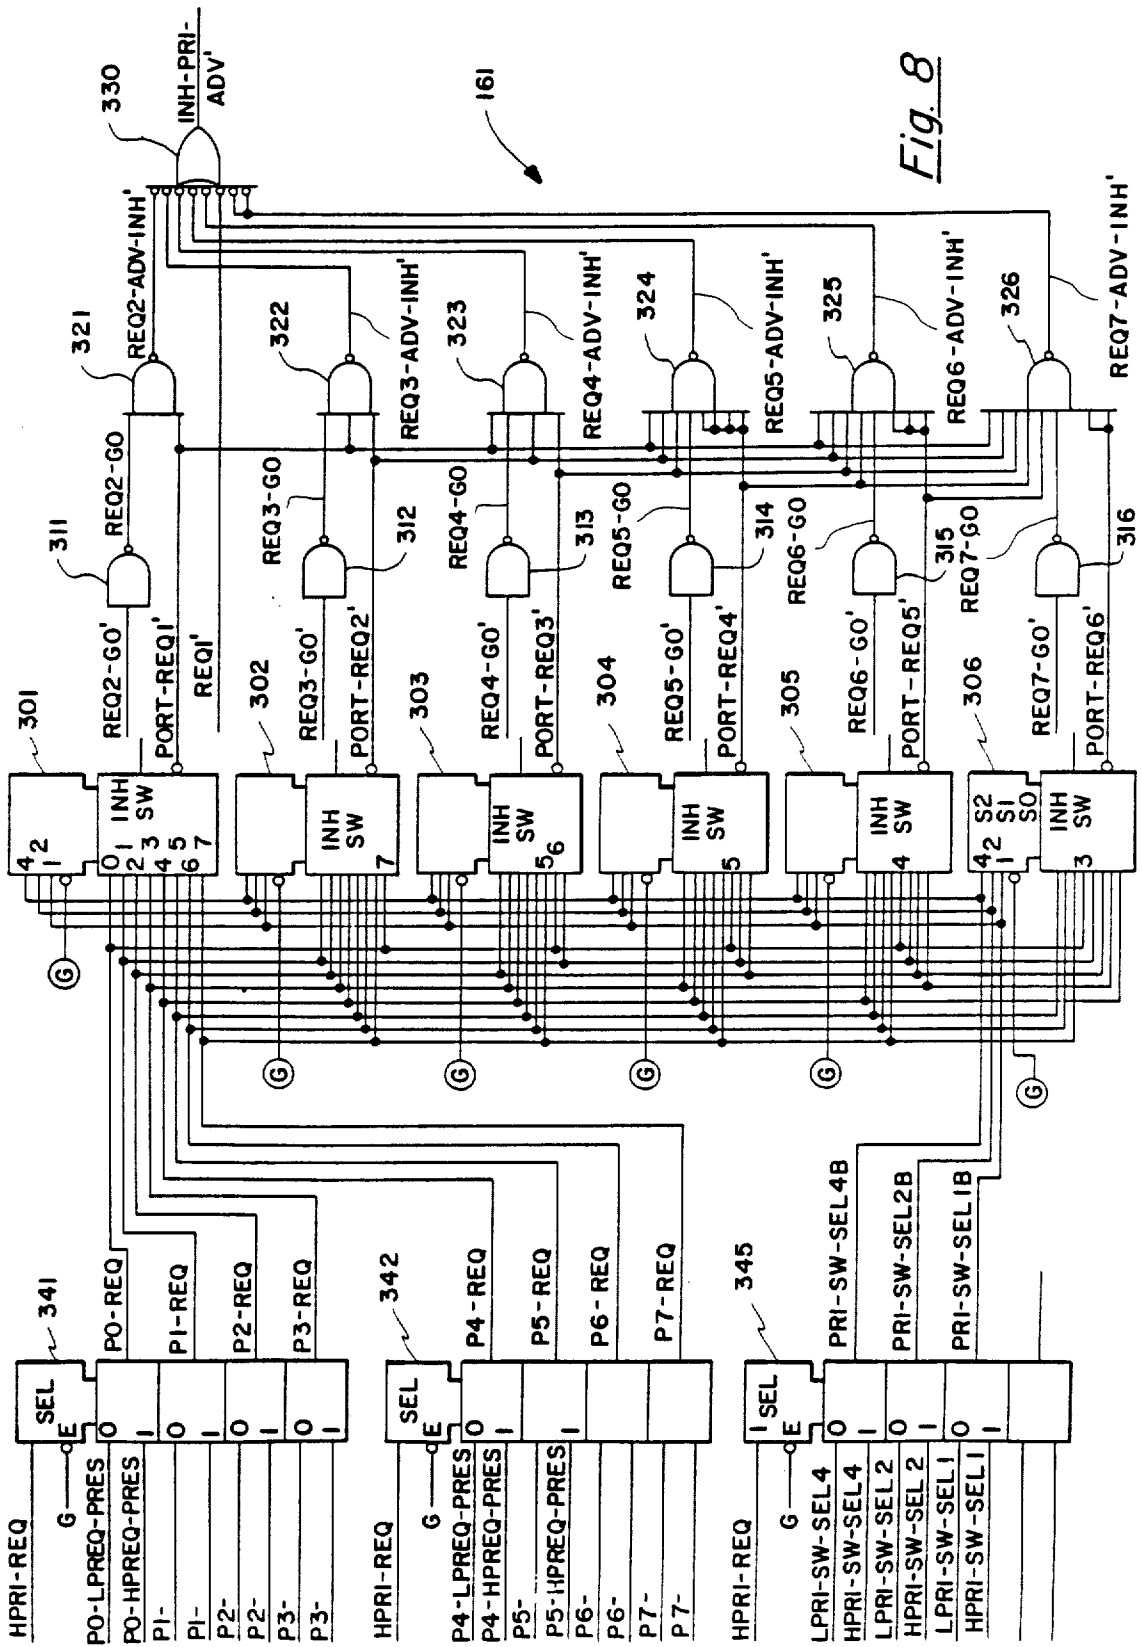 HPRI-REQ
SEL
341
G
E
P0-LPREQ-PRES
0
P0-REQ
P0-HPREQ-PRES
1
P1-
0
P1-REQ
P1-
1
P2-
0
P2-REQ
P2-
1
P3-
0
P3-REQ
P3-
1
HPRI-REQ
SEL
342
G
E
P4-LPREQ-PRES
0
P4-REQ
P4-HPREQ-PRES
1
P5-
P5-REQ
P5-HPREQ-PRES
1
P6-
P6-REQ
P6-
P7-
P7-REQ
P7-
HPRI-REQ
1
SEL
345
G
E
LPRI-SW-SEL4
0
PRI-SW-SEL4B
HPRI-SW-SEL4
1
LPRI-SW-SEL2
0
PRI-SW-SEL2B
HPRI-SW-SEL2
1
LPRI-SW-SEL1
0
PRI-SW-SEL1B
HPRI-SW-SEL1
1
301
4
2
1
G
0
1
2
3
4
5
6
7
INH
SW
302
G
INH
SW
7
303
G
INH
SW
5
6
304
G
INH
SW
5
305
G
INH
SW
4
306
4 S2
2 S1
1 S0
G
INH
SW
3
REQ2-GO'
311
REQ2-GO
321
REQ2-ADV-INH'
PORT-REQ1'
REQ1'
330
INH-PRI-
ADV'
REQ3-GO'
312
REQ3-GO
322
REQ3-ADV-INH'
PORT-REQ2'
REQ4-GO'
313
REQ4-GO
323
REQ4-ADV-INH'
PORT-REQ3'
REQ5-GO'
314
REQ5-GO
324
REQ5-ADV-INH'
PORT-REQ4'
REQ6-GO'
315
REQ6-GO
325
REQ6-ADV-INH'
PORT-REQ5'
REQ7-GO'
316
REQ7-GO
326
REQ7-ADV-INH'
PORT-REQ6'
161
Fig. 8